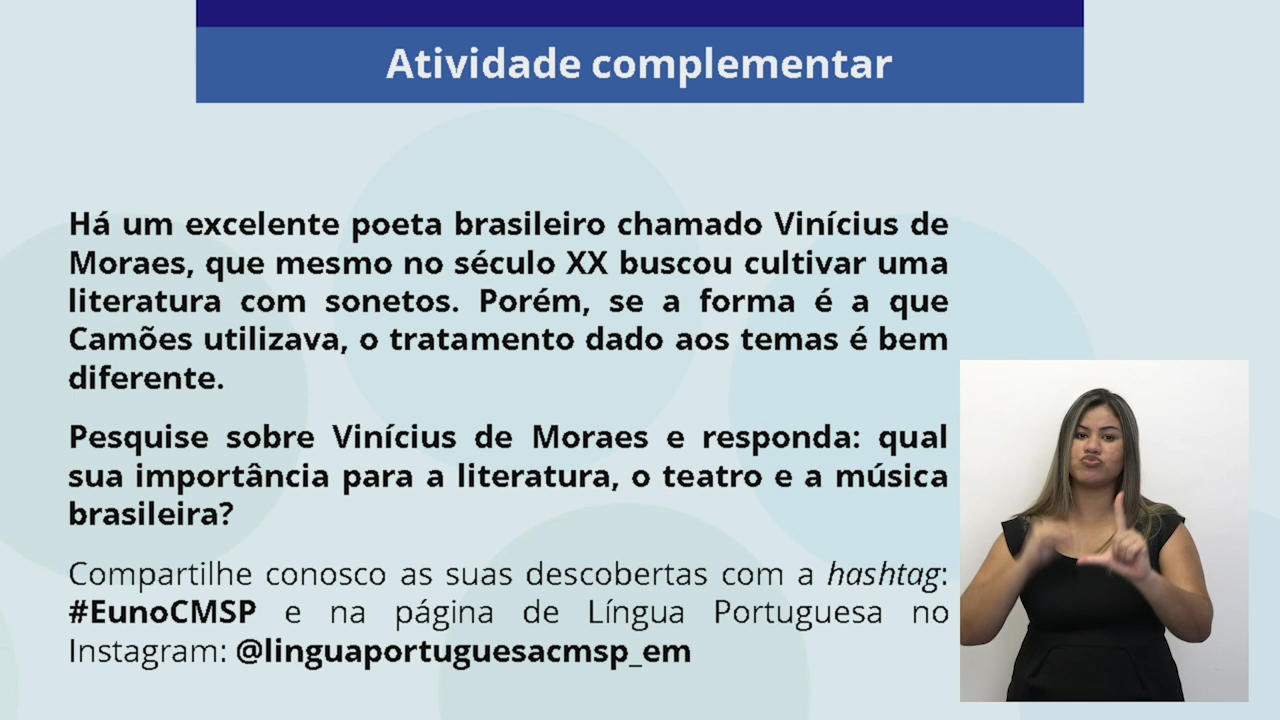 Atividade complementar
Há um excelente poeta brasileiro chamado Vinícius de
Moraes, que mesmo no século XX buscou cultivar uma
literatura com sonetos. Porém, se a forma é a que
Camões utilizava, o tratamento dado aos temas é bem
diferente.
Pesquise sobre Vinícius de Moraes e responda: qual
sua importância para a literatura, o teatro e a música
brasileira?
Compartilhe conosco as suas descobertas com a hashtag:
#EunoCMSP e na página de Língua Portuguesa no
Instagram: @linguaportuguesacmsp_em